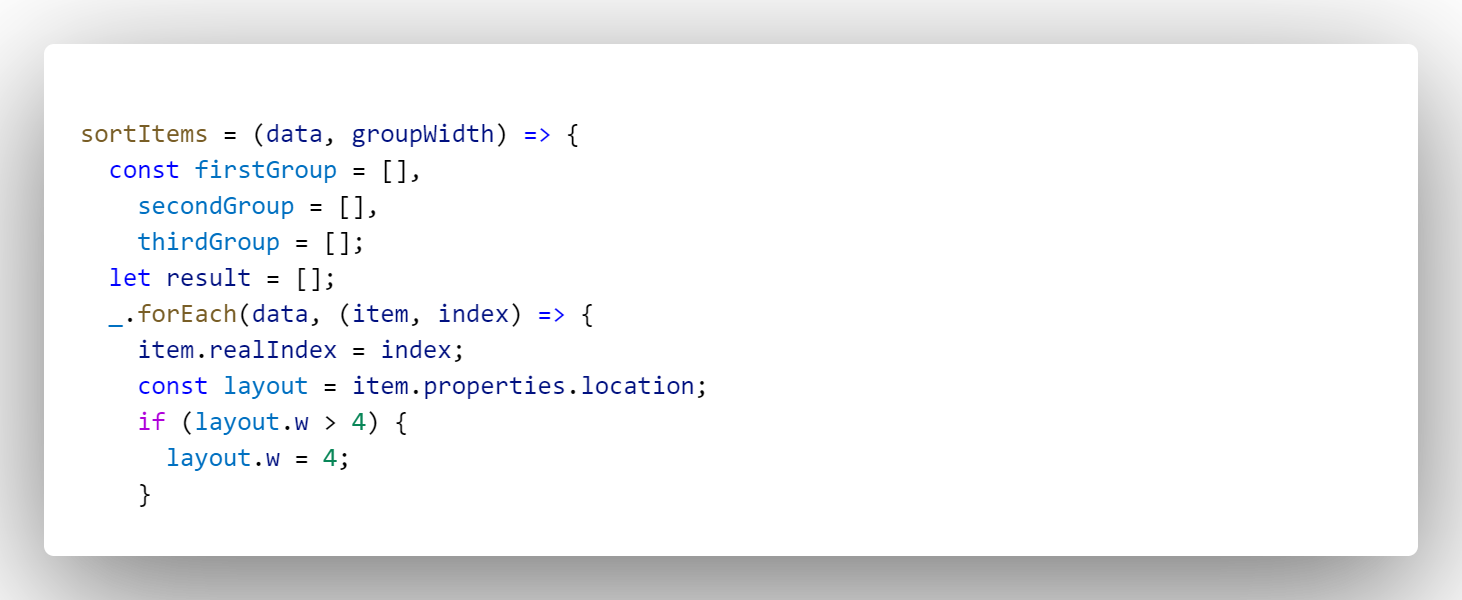 sortItems = (data, groupWidth) => {
  const firstGroup = [],
    secondGroup = [],
    thirdGroup = [];
  let result = [];
  _.forEach(data, (item, index) => {
    item.realIndex = index;
    const layout = item.properties.location;
    if (layout.w > 4) {
      layout.w = 4;
    }